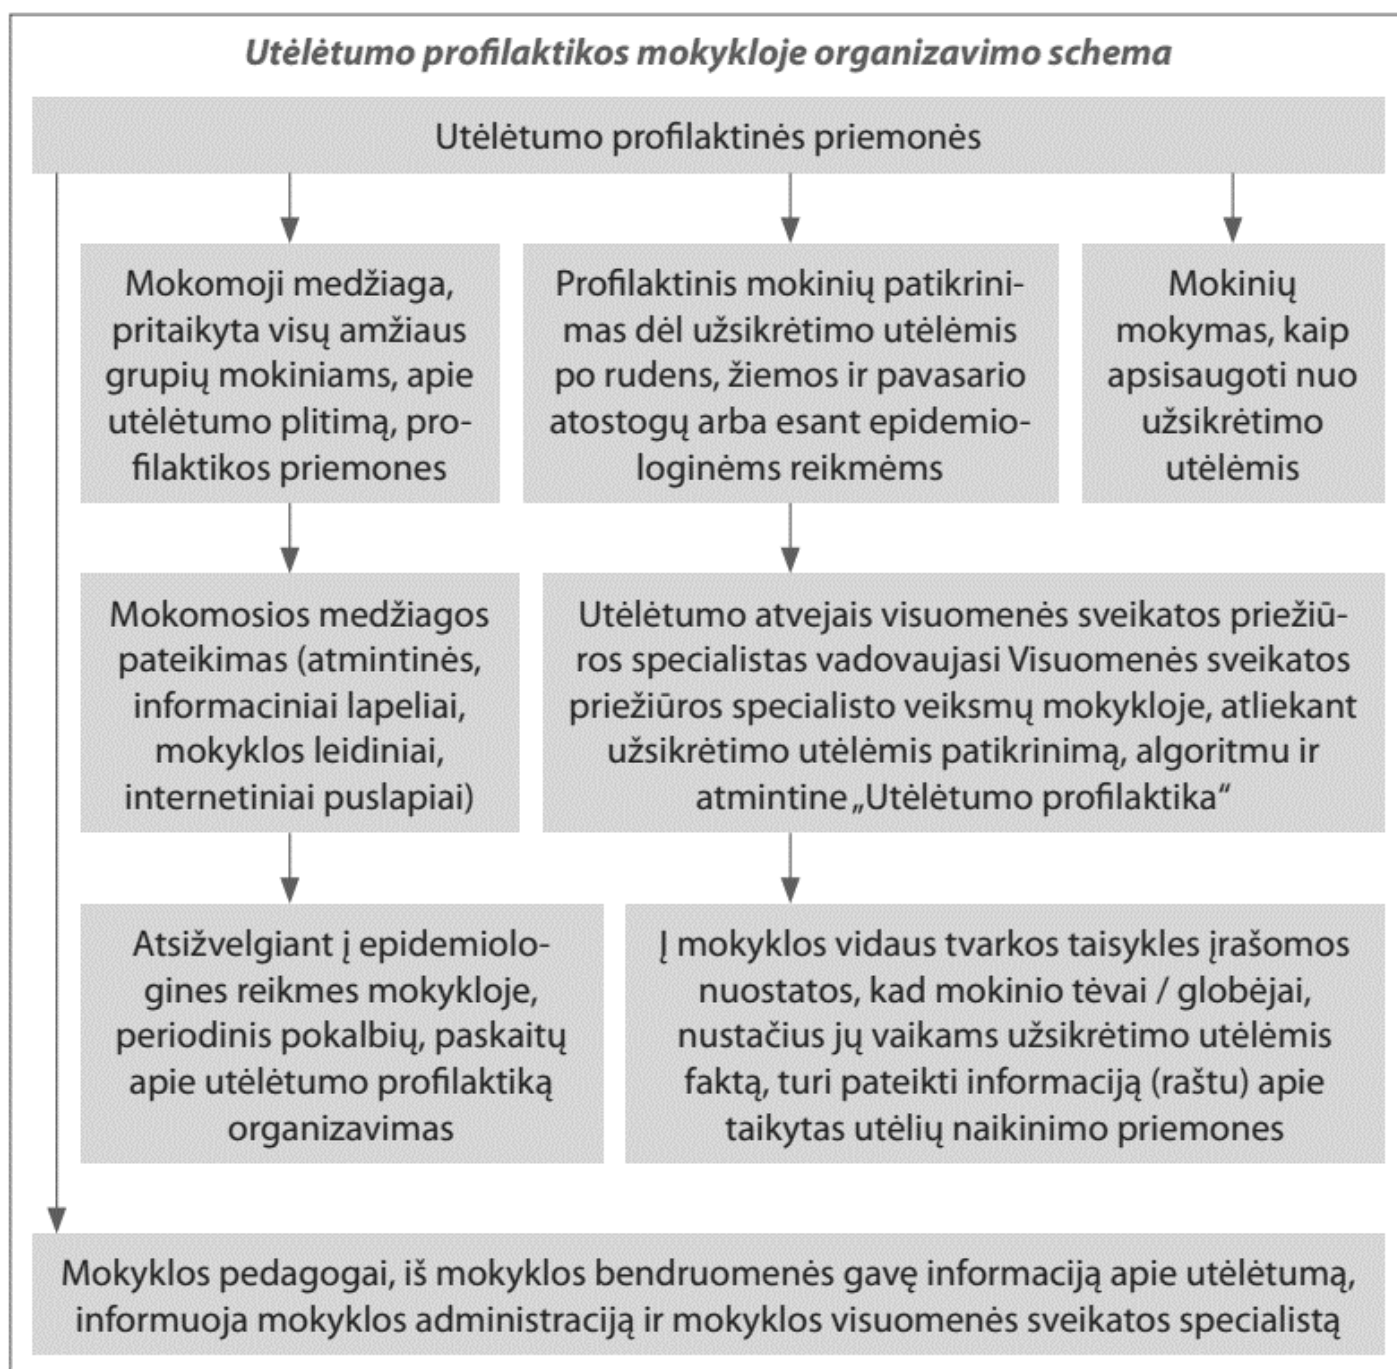 Utėlėtumo profilaktikos mokykloje organizavimo schema
Utėlėtumo profilaktinės priemonės
Mokomoji medžiaga,
pritaikyta visų amžiaus
grupių mokiniams, apie
utėlėtumo plitimą, pro-
filaktikos priemones
Profilaktinis mokinių patikrini-
mas dėl užsikrėtimo utėlėmis
po rudens, žiemos ir pavasario
atostogų arba esant epidemio-
loginėms reikmėms
Mokinių
mokymas, kaip
apsisaugoti nuo
užsikrėtimo
utėlėmis
Mokomosios medžiagos
pateikimas (atmintinės,
informaciniai lapeliai,
mokyklos leidiniai,
internetiniai puslapiai)
Utėlėtumo atvejais visuomenės sveikatos priežiū-
ros specialistas vadovaujasi Visuomenės sveikatos
priežiūros specialisto veiksmų mokykloje, atliekant
užsikrėtimo utėlėmis patikrinimą, algoritmu ir
atmintine „Utėlėtumo profilaktika“
Atsižvelgiant į epidemiolo-
gines reikmes mokykloje,
periodinis pokalbių, paskaitų
apie utėlėtumo profilaktiką
organizavimas
Į mokyklos vidaus tvarkos taisykles įrašomos
nuostatos, kad mokinio tėvai / globėjai,
nustačius jų vaikams užsikrėtimo utėlėmis
faktą, turi pateikti informaciją (raštu) apie
taikytas utėlių naikinimo priemones
Mokyklos pedagogai, iš mokyklos bendruomenės gavę informaciją apie utėlėtumą,
informuoja mokyklos administraciją ir mokyklos visuomenės sveikatos specialistą